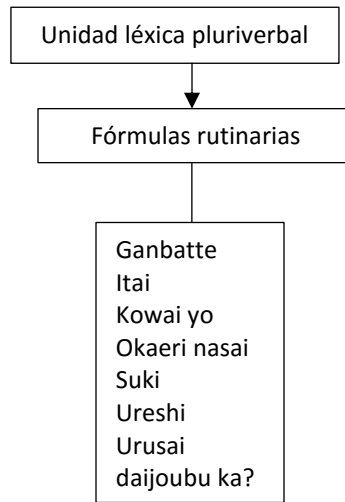 Unidad léxica pluriverbal
Fórmulas rutinarias
Ganbatte
Itai
Kowai yo
Okaeri nasai
Suki
Ureshi
Urusai
daijoubu ka?